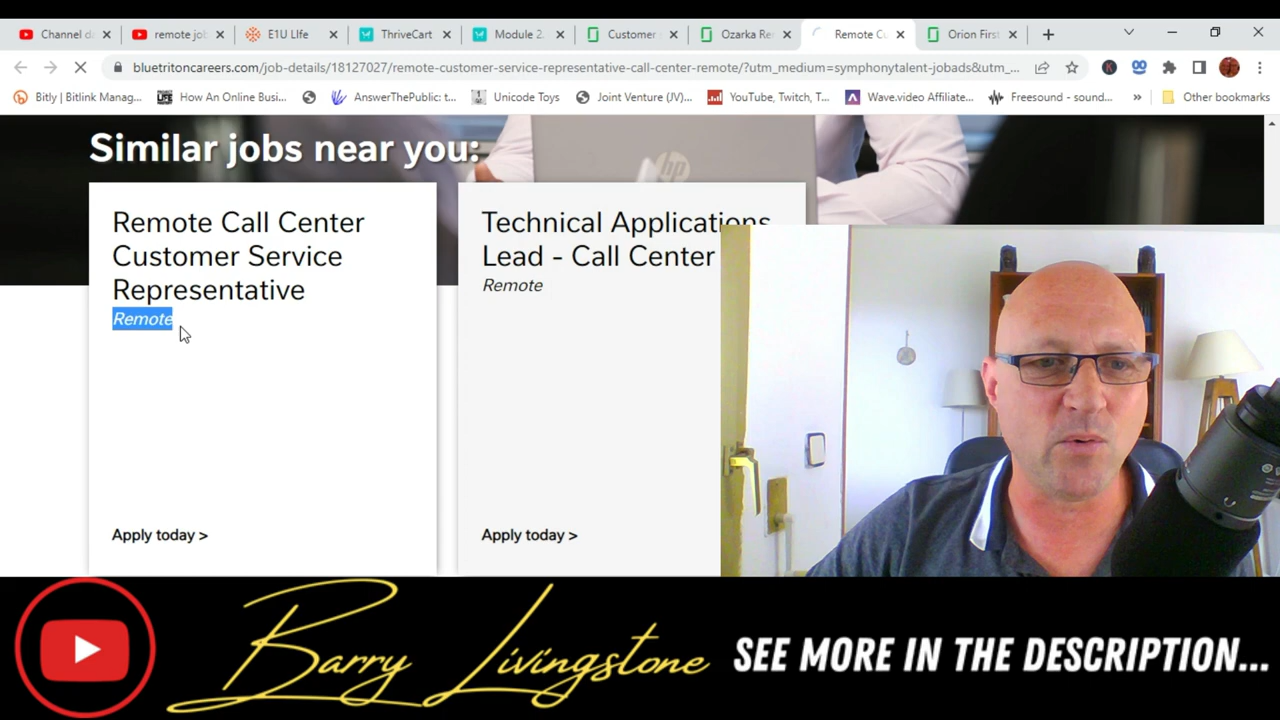 Channel da
remote job
E1U LIfe
ThriveCart
Module 2.
Customer
Ozarka Re
Remote Cu
Orion First
bluetritoncareers.com/job-details/18127027/remote-customer-service-representative-call-center-remote/?utm_medium=symphonytalent-jobads&utm_...
Bitly | Bitlink Manag...
How An Online Busi...
AnswerThePublic: t...
Unicode Toys
Joint Venture (JV)...
YouTube, Twitch, T...
Wave.video Affiliate...
Freesound - sound...
Other bookmarks
Similar jobs near you:
hp
Remote Call Center
Customer Service
Representative
Remote
Apply today >
Technical Applications
Lead - Call Center
Remote
Apply today >
Barry Livingstone
SEE MORE IN THE DESCRIPTION...